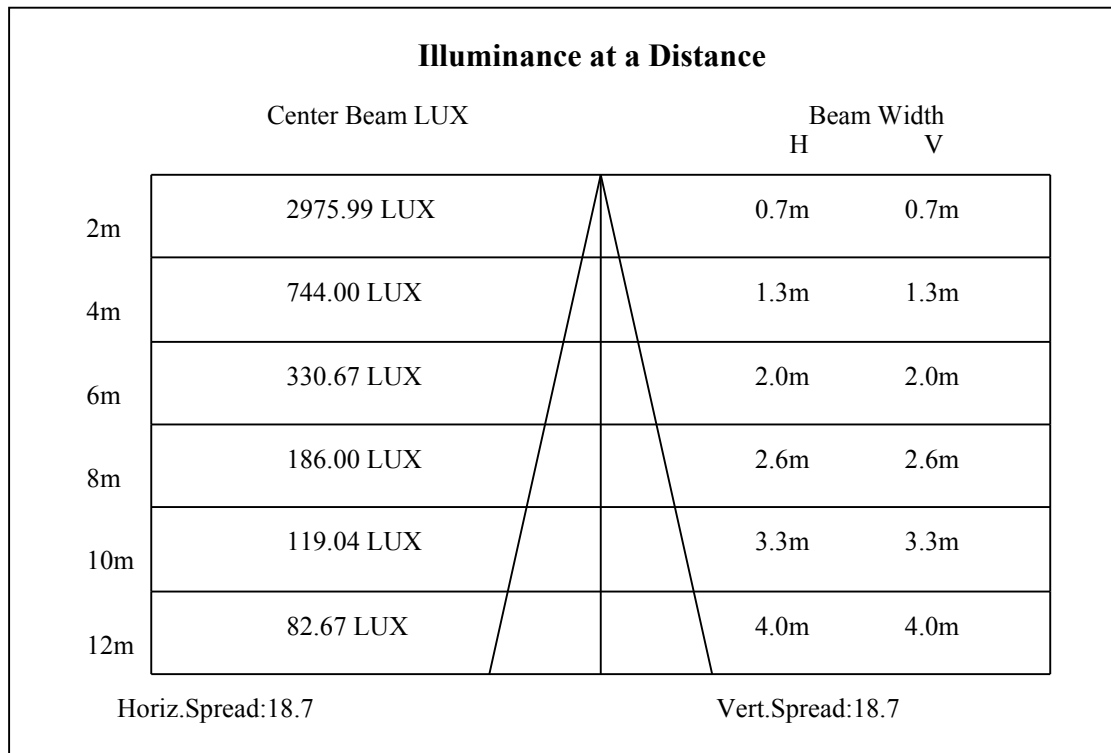 Illuminance at a Distance
Center Beam LUX Beam Width
H V
2975.99 LUX 0.7m 0.7m
2m
744.00 LUX 1.3m 1.3m
4m
330.67 LUX 2.0m 2.0m
6m
186.00 LUX 2.6m 2.6m
8m
119.04 LUX 3.3m 3.3m
10m
82.67 LUX 4.0m 4.0m
12m
Horiz.Spread:18.7 Vert.Spread:18.7